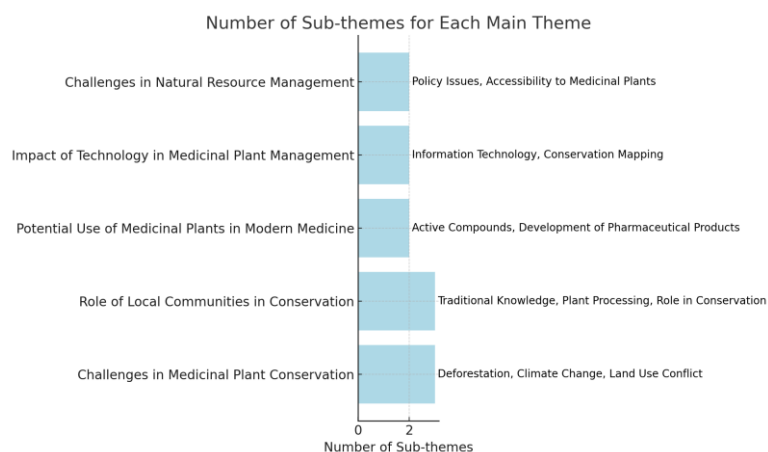 Number of Sub-themes for Each Main Theme
Challenges in Natural Resource Management
Policy Issues, Accessibility to Medicinal Plants
Impact of Technology in Medicinal Plant Management
Information Technology, Conservation Mapping
Potential Use of Medicinal Plants in Modern Medicine
Active Compounds, Development of Pharmaceutical Products
Role of Local Communities in Conservation
Traditional Knowledge, Plant Processing, Role in Conservation
Challenges in Medicinal Plant Conservation
Deforestation, Climate Change, Land Use Conflict
0 2
Number of Sub-themes